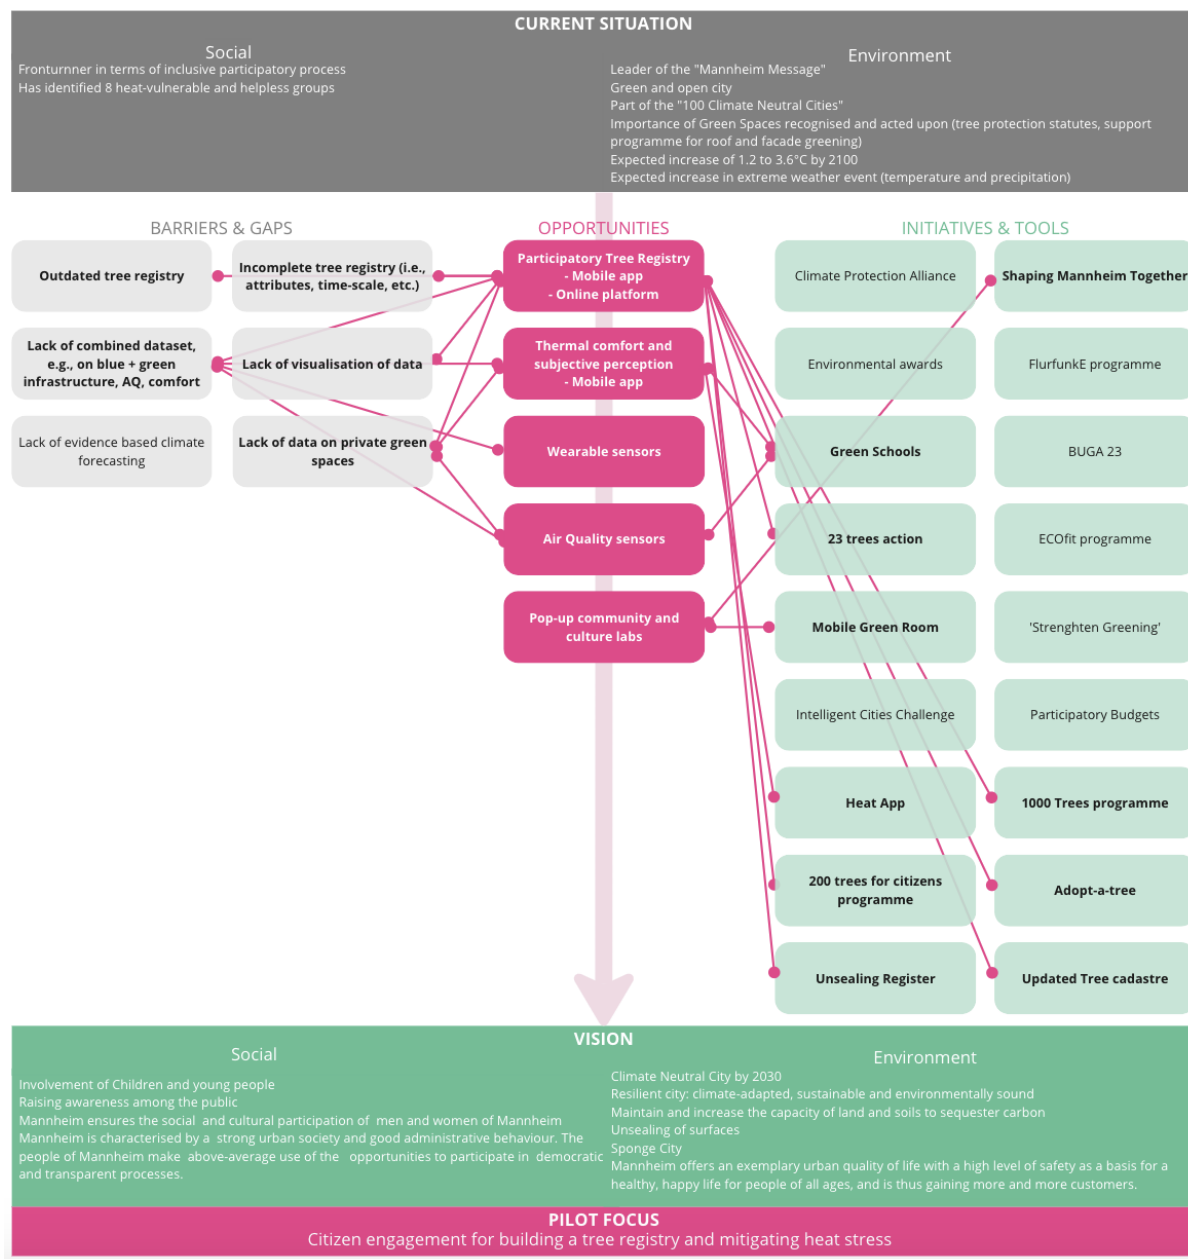 CURRENT SITUATION
Social
Fronturnner in terms of inclusive participatory process
Has identified 8 heat-vulnerable and helpless groups
Environment
Leader of the "Mannheim Message"
Green and open city
Part of the "100 Climate Neutral Cities"
Importance of Green Spaces recognised and acted upon (tree protection statutes, support
programme for roof and facade greening)
Expected increase of 1.2 to 3.6°C by 2100
Expected increase in extreme weather event (temperature and precipitation)
BARRIERS & GAPS
Outdated tree registry
Incomplete tree registry (i.e.,
attributes, time-scale, etc.)
Lack of combined dataset,
e.g., on blue + green
infrastructure, AQ, comfort
Lack of visualisation of data
Lack of evidence based climate
forecasting
Lack of data on private green
spaces
OPPORTUNITIES
Participatory Tree Registry
- Mobile app
- Online platform
Thermal comfort and
subjective perception
- Mobile app
Wearable sensors
Air Quality sensors
Pop-up community and
culture labs
INITIATIVES & TOOLS
Climate Protection Alliance
Shaping Mannheim Together
Environmental awards
FlurfunkE programme
Green Schools
BUGA 23
23 trees action
ECOfit programme
Mobile Green Room
'Strenghten Greening'
Intelligent Cities Challenge
Participatory Budgets
Heat App
1000 Trees programme
200 trees for citizens
programme
Adopt-a-tree
Unsealing Register
Updated Tree cadastre
VISION
Social
Involvement of Children and young people
Raising awareness among the public
Mannheim ensures the social and cultural participation of men and women of Mannheim
Mannheim is characterised by a strong urban society and good administrative behaviour. The
people of Mannheim make above-average use of the opportunities to participate in democratic
and transparent processes.
Environment
Climate Neutral City by 2030
Resilient city: climate-adapted, sustainable and environmentally sound
Maintain and increase the capacity of land and soils to sequester carbon
Unsealing of surfaces
Sponge City
Mannheim offers an exemplary urban quality of life with a high level of safety as a basis for a
healthy, happy life for people of all ages, and is thus gaining more and more customers.
PILOT FOCUS
Citizen engagement for building a tree registry and mitigating heat stress